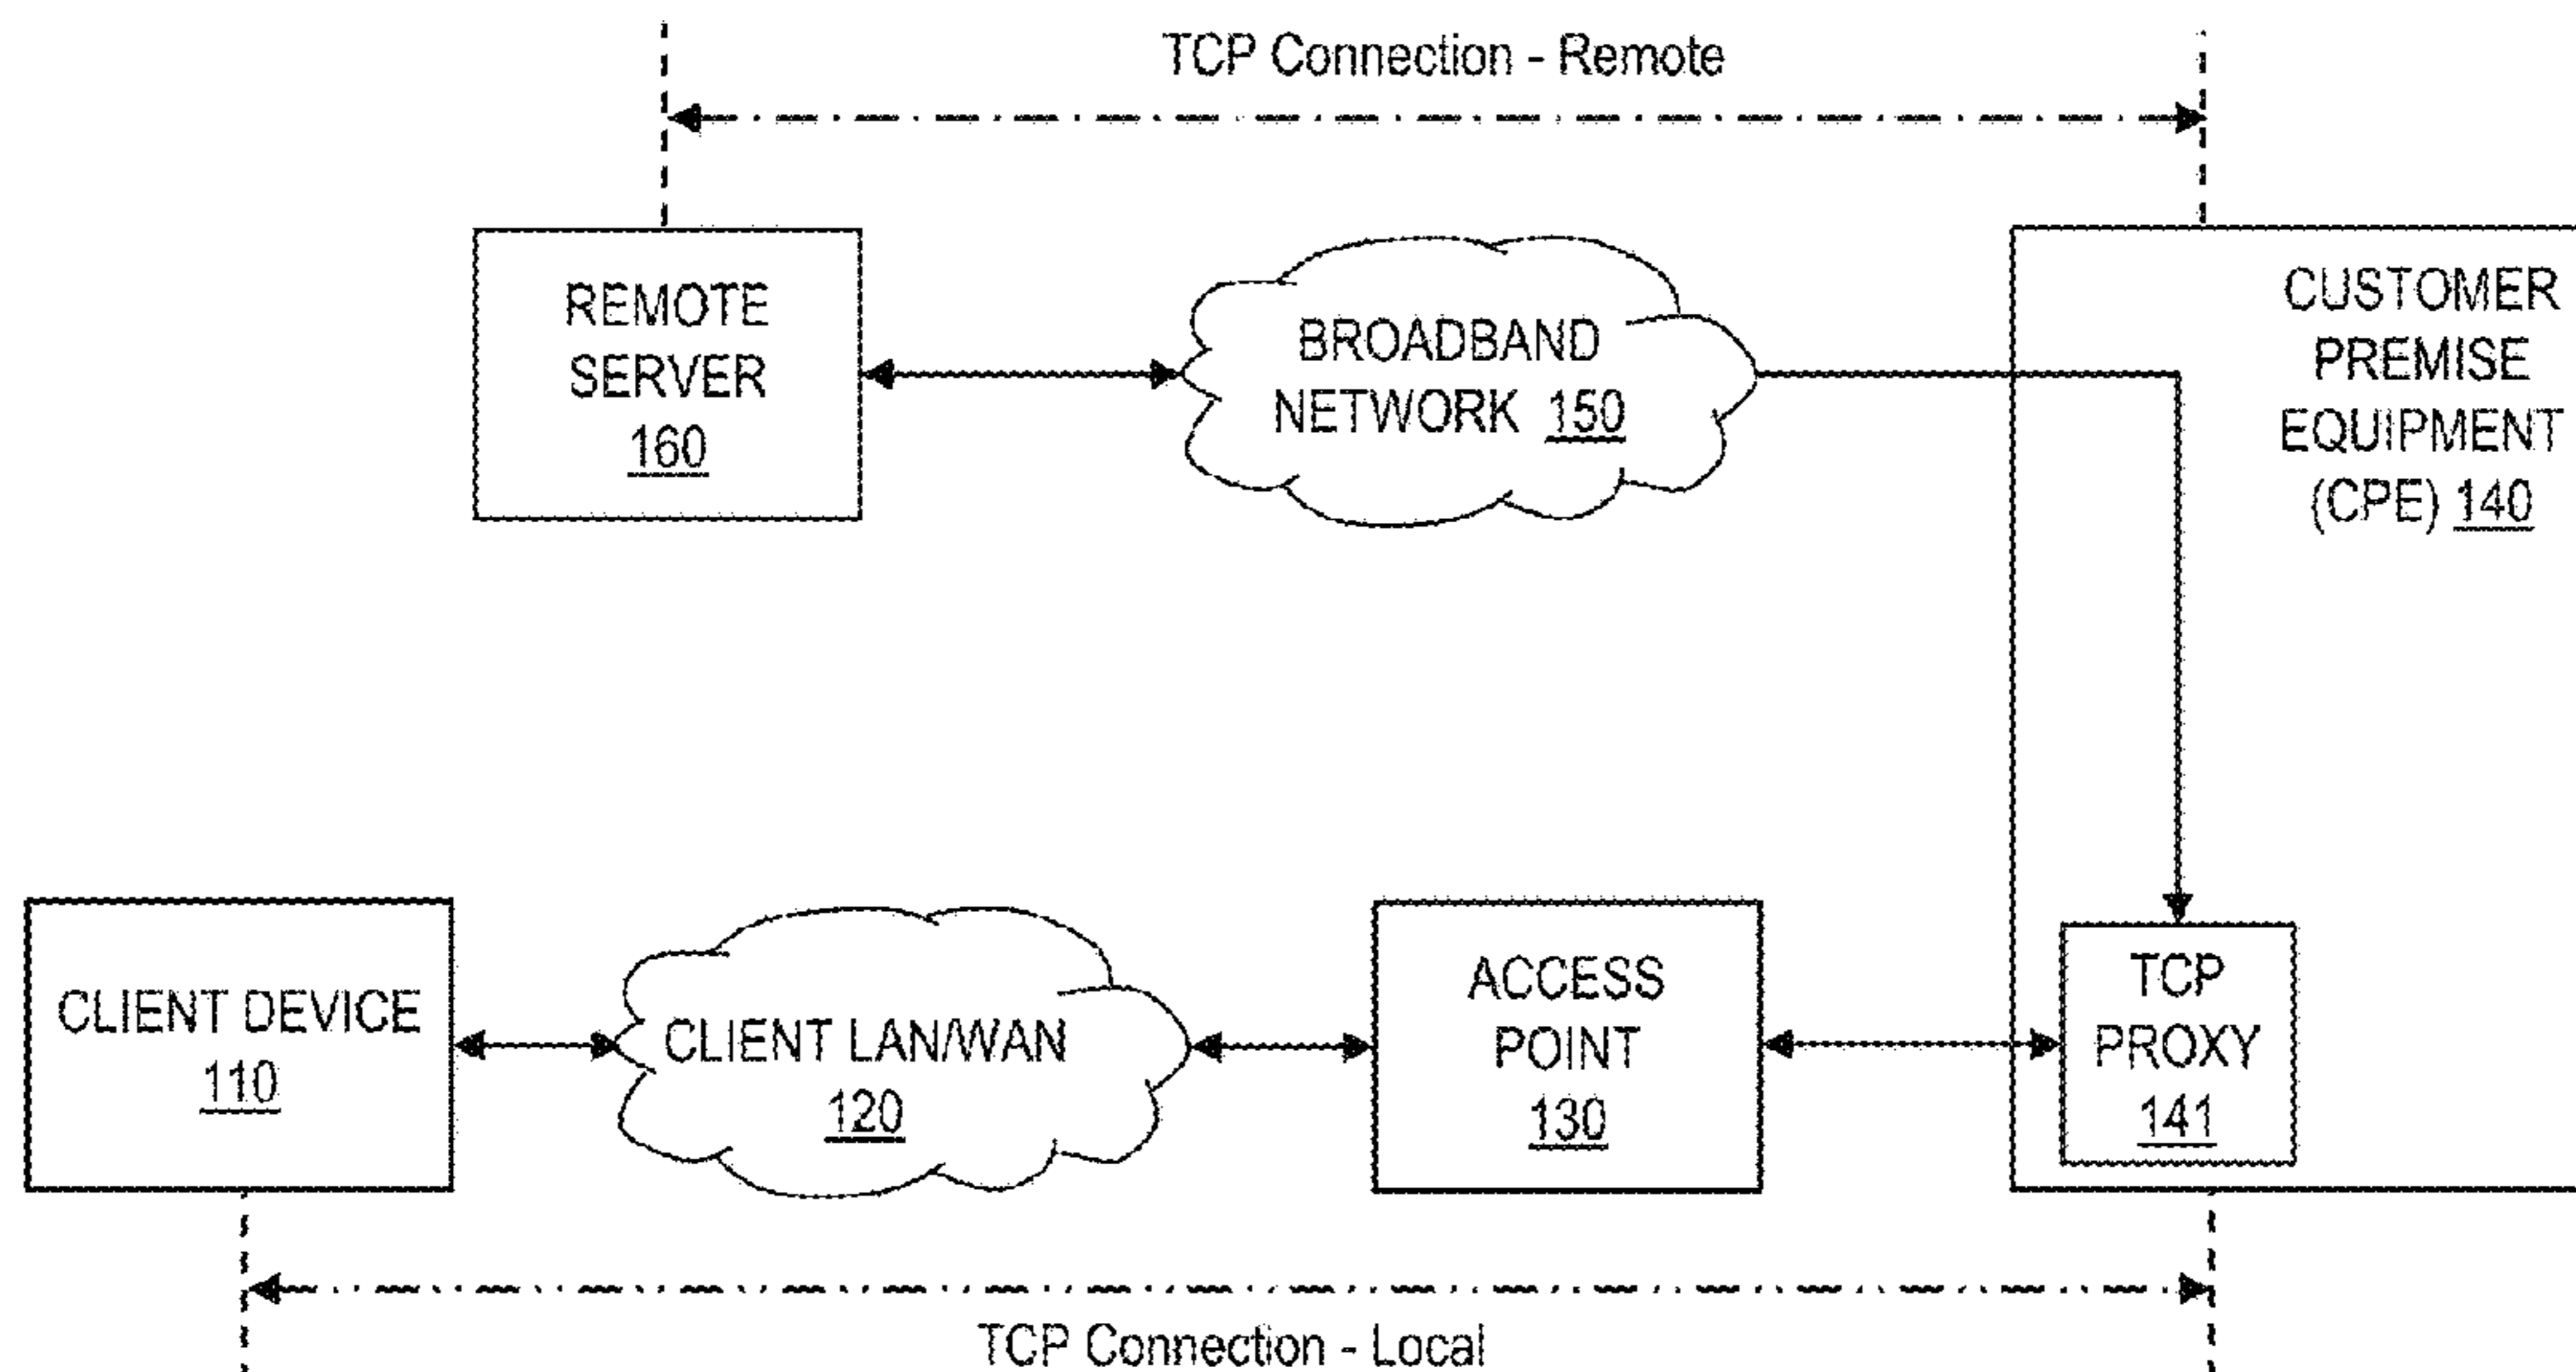 TCP Connection - Remote
REMOTE
SERVER
160
BROADBAND
NETWORK 150
CUSTOMER
PREMISE
EQUIPMENT
(CPE) 140
CLIENT DEVICE
110
CLIENT LAN/WAN
120
ACCESS
POINT
130
TCP
PROXY
141
TCP Connection - Local